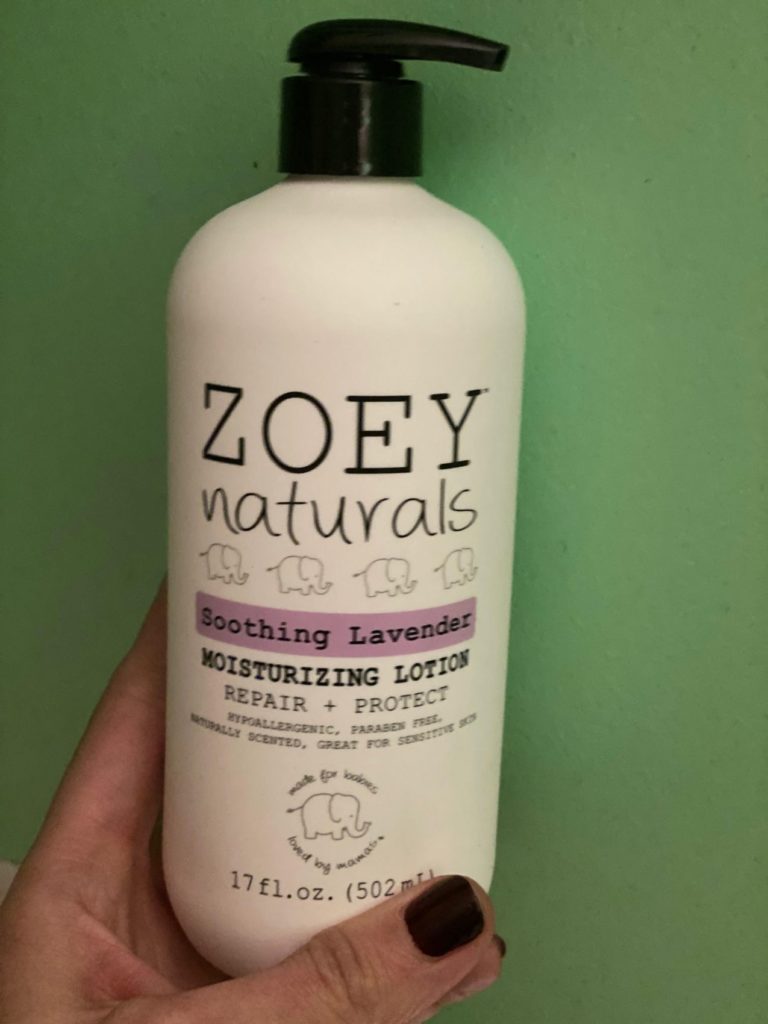 ZOEY™
naturals
Soothing Lavender
MOISTURIZING LOTION
REPAIR + PROTECT
HYPOALLERGENIC, PARABEN FREE,
NATURALLY SCENTED, GREAT FOR SENSITIVE SKIN
made for babies
loved by mamas
17fl.oz. (502mL)